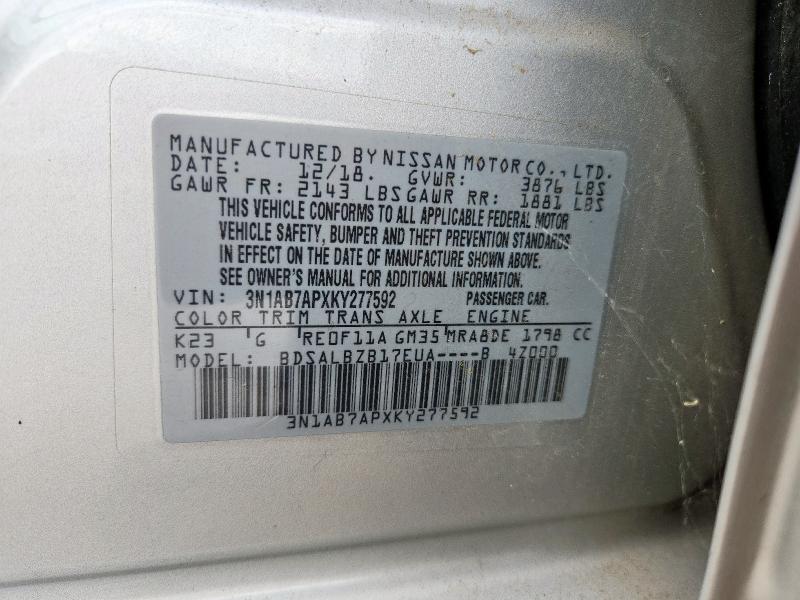 MANUFACTURED BY NISSAN MOTOR CO., LTD.
DATE: 12/18. GVWR: 3876 LBS
GAWR FR: 2143 LBS GAWR RR: 1881 LBS
THIS VEHICLE CONFORMS TO ALL APPLICABLE FEDERAL MOTOR
VEHICLE SAFETY, BUMPER AND THEFT PREVENTION STANDARDS
IN EFFECT ON THE DATE OF MANUFACTURE SHOWN ABOVE.
SEE OWNER'S MANUAL FOR ADDITIONAL INFORMATION.
VIN: 3N1AB7APXKY277592 PASSENGER CAR.
COLOR TRIM TRANS AXLE ENGINE
K23 G RE0F11A GM35 MRA8DE 1798 CC
MODEL: BDSALBZB17EUA----B 4Z000
3N1AB7APXKY277592